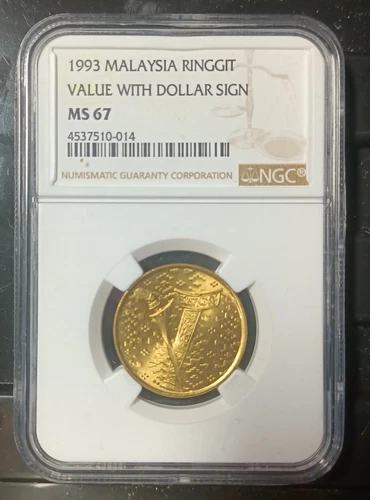 1993 MALAYSIA RINGGIT
VALUE WITH DOLLAR SIGN
MS 67
4537510-014
NUMISMATIC GUARANTY CORPORATION NGC®